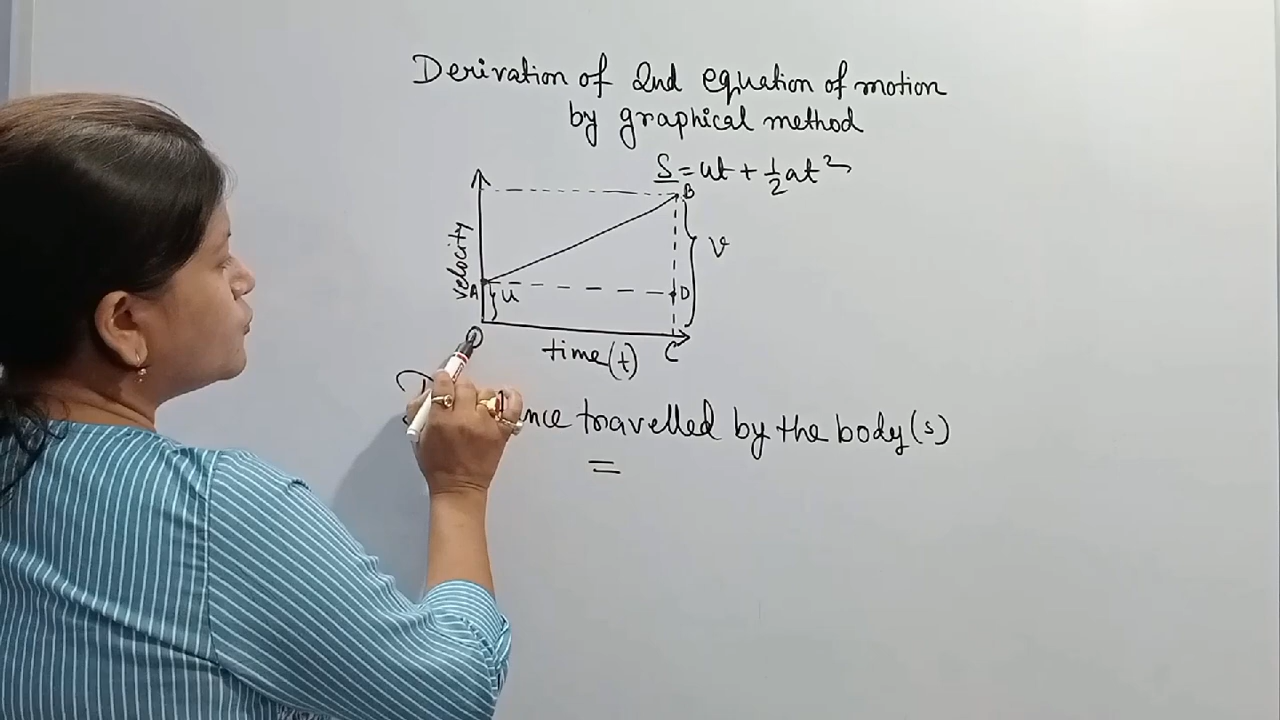 Derivation of 2nd equation of motion
by graphical method
S = ut + 1/2 at²
B
velocity
v
A
u
D
O
time(t)
C
nce travelled by the body (s)
=